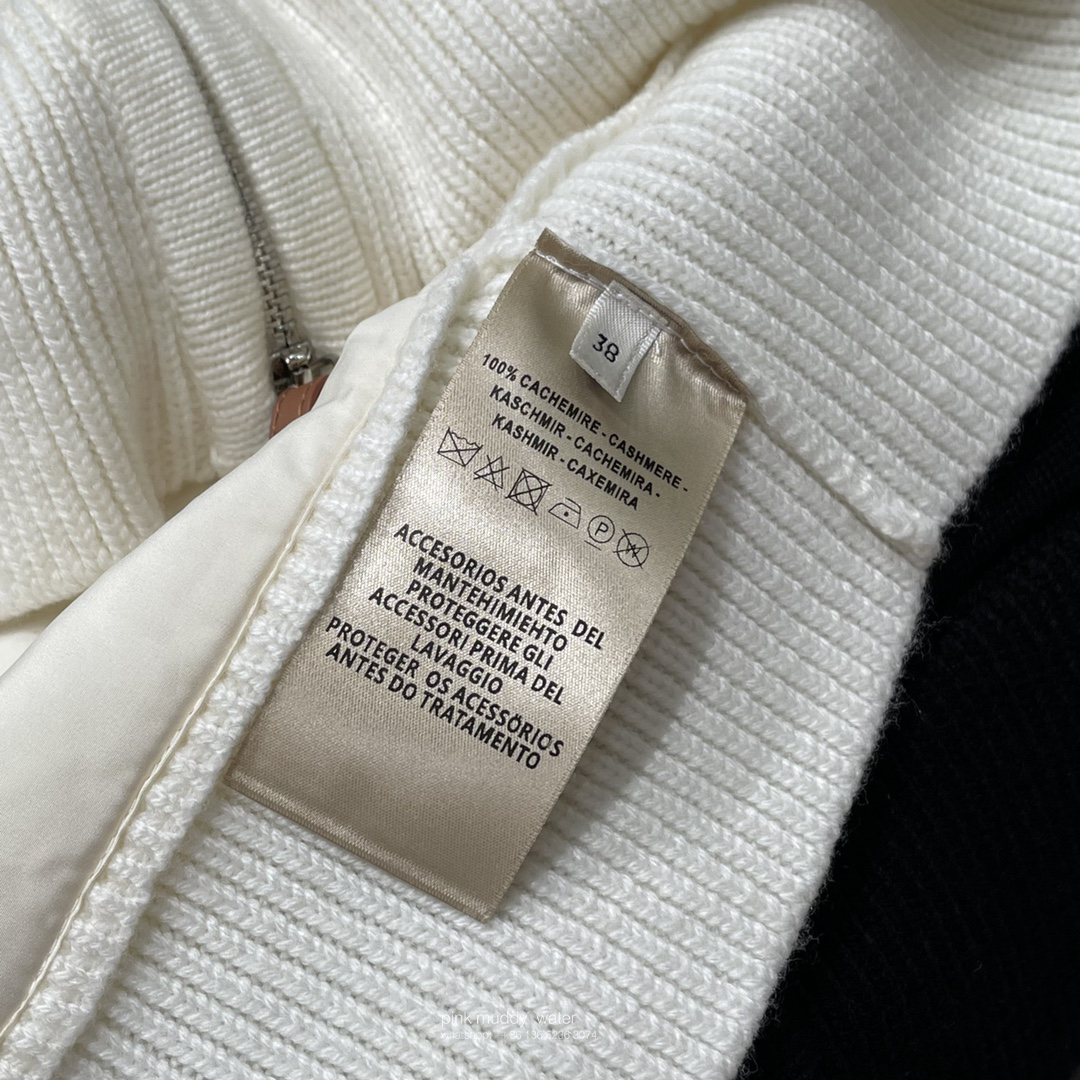 38
100% CACHEMIRE - CASHMERE -
KASCHMIR - CACHEMIRA -
KASHMIR - CAXEMIRA
P
W
ACCESORIOS ANTES DEL
MANTEHIMIEHTO
PROTEGGERE GLI
ACCESSORI PRIMA DEL
LAVAGGIO
PROTEGER OS ACESSÓRIOS
ANTES DO TRATAMENTO
pink muddy water